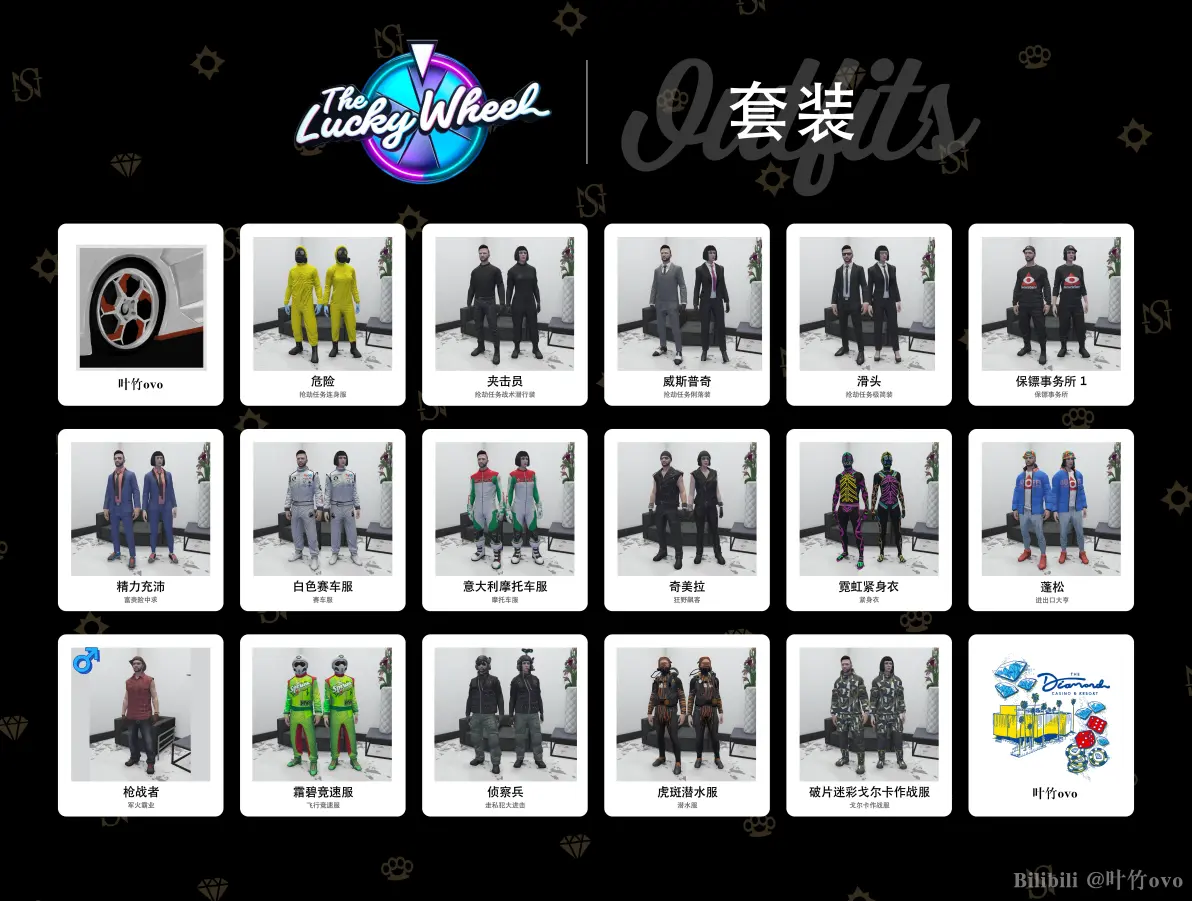 The
Lucky Wheel
Outfits
套装
叶竹ovo
危险
抢劫任务连身服
夹击员
抢劫任务战术潜行装
威斯普奇
抢劫任务俐落装
滑头
抢劫任务极简装
保镖事务所 1
保镖事务所
精力充沛
富贵险中求
白色赛车服
赛车服
意大利摩托车服
摩托车服
奇美拉
狂野飙客
霓虹紧身衣
紧身衣
蓬松
进出口大亨
枪战者
军火霸业
霜碧竞速服
飞行竞速服
侦察兵
走私犯大进击
虎斑潜水服
潜水服
破片迷彩戈尔卡作战服
戈尔卡作战服
THE
Diamond
CASINO & RESORT
叶竹ovo
Bilibili @叶竹ovo